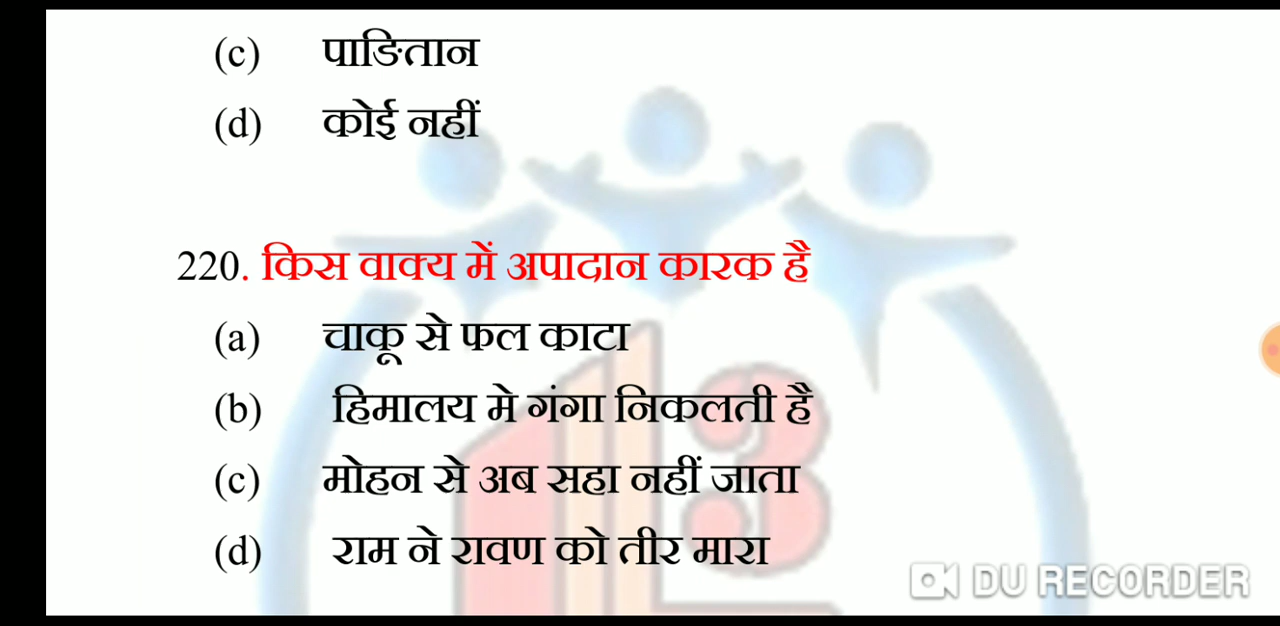 (c) पाङितान
(d) कोई नहीं
220. किस वाक्य में अपादान कारक है
(a) चाकू से फल काटा
(b) हिमालय मे गंगा निकलती है
(c) मोहन से अब सहा नहीं जाता
(d) राम ने रावण को तीर मारा
DU RECORDER